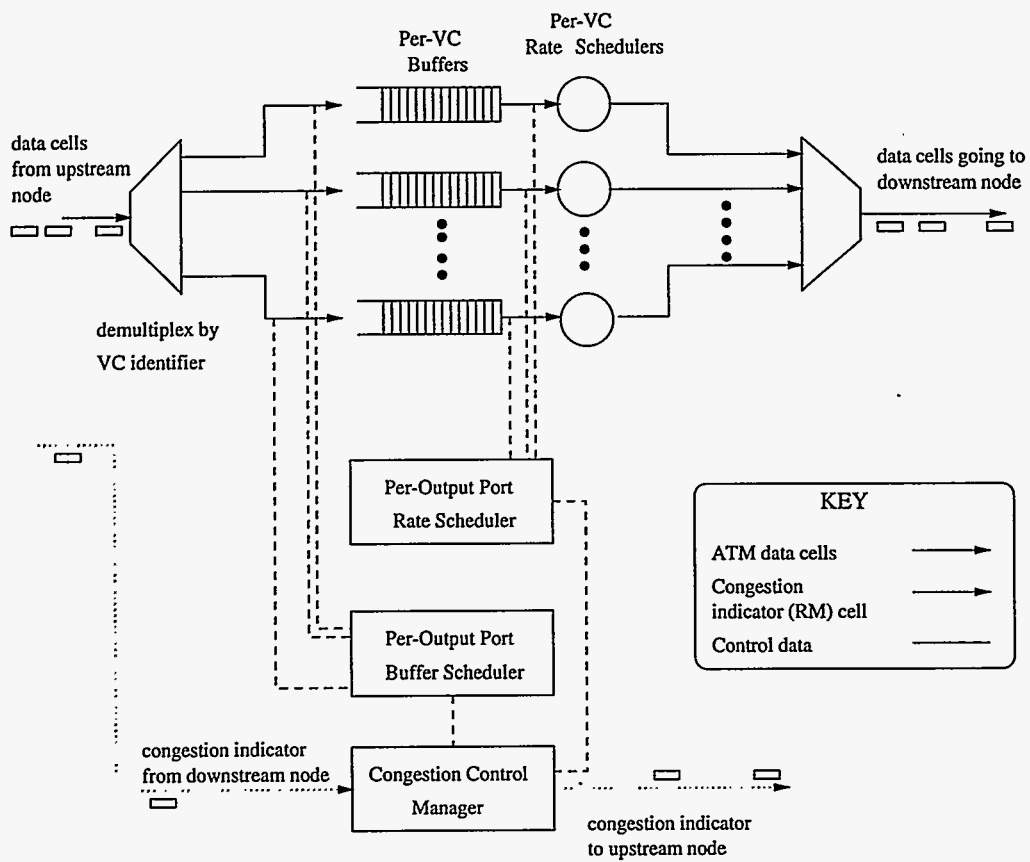 Per-VC
Buffers
Per-VC
Rate Schedulers
data cells
from upstream
node
data cells going to
downstream node
demultiplex by
VC identifier
Per-Output Port
Rate Scheduler
KEY
ATM data cells
Congestion
indicator (RM) cell
Control data
Per-Output Port
Buffer Scheduler
congestion indicator
from downstream node
Congestion Control
Manager
congestion indicator
to upstream node